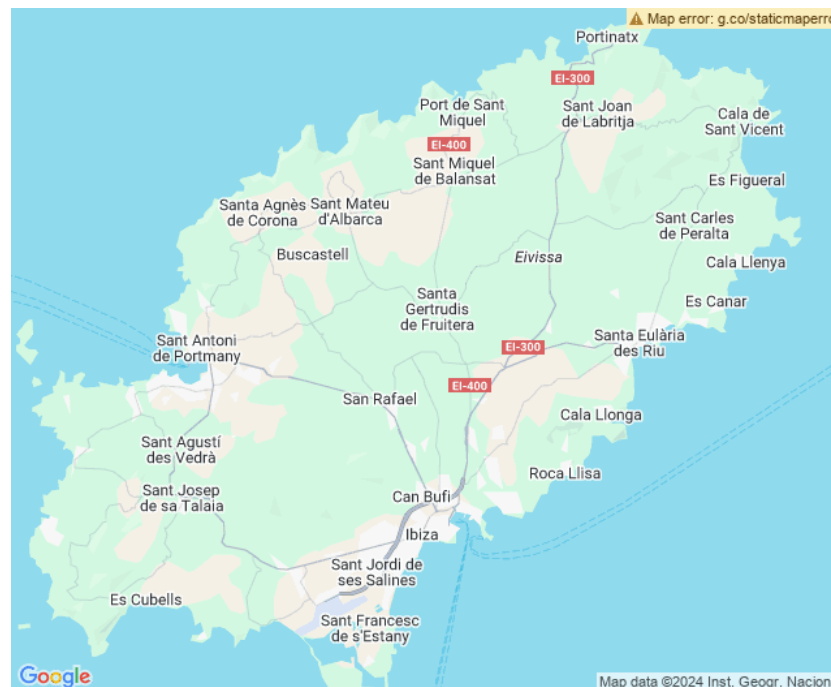 ⚠ Map error: g.co/staticmaperro
Portinatx
EI-300
Port de Sant
Miquel
Sant Joan
de Labritja
Cala de
Sant Vicent
EI-400
Sant Miquel
de Balansat
Es Figueral
Santa Agnès
de Corona
Sant Mateu
d'Albarca
Sant Carles
de Peralta
Buscastell
Eivissa
Cala Llenya
Santa
Gertrudis
de Fruitera
Es Canar
Sant Antoni
de Portmany
Santa Eulària
des Riu
EI-300
EI-400
San Rafael
Cala Llonga
Sant Agustí
des Vedrà
Roca Llisa
Sant Josep
de sa Talaia
Can Bufi
Ibiza
Sant Jordi de
ses Salines
Es Cubells
Sant Francesc
de s'Estany
Google
Map data ©2024 Inst. Geogr. Nacion